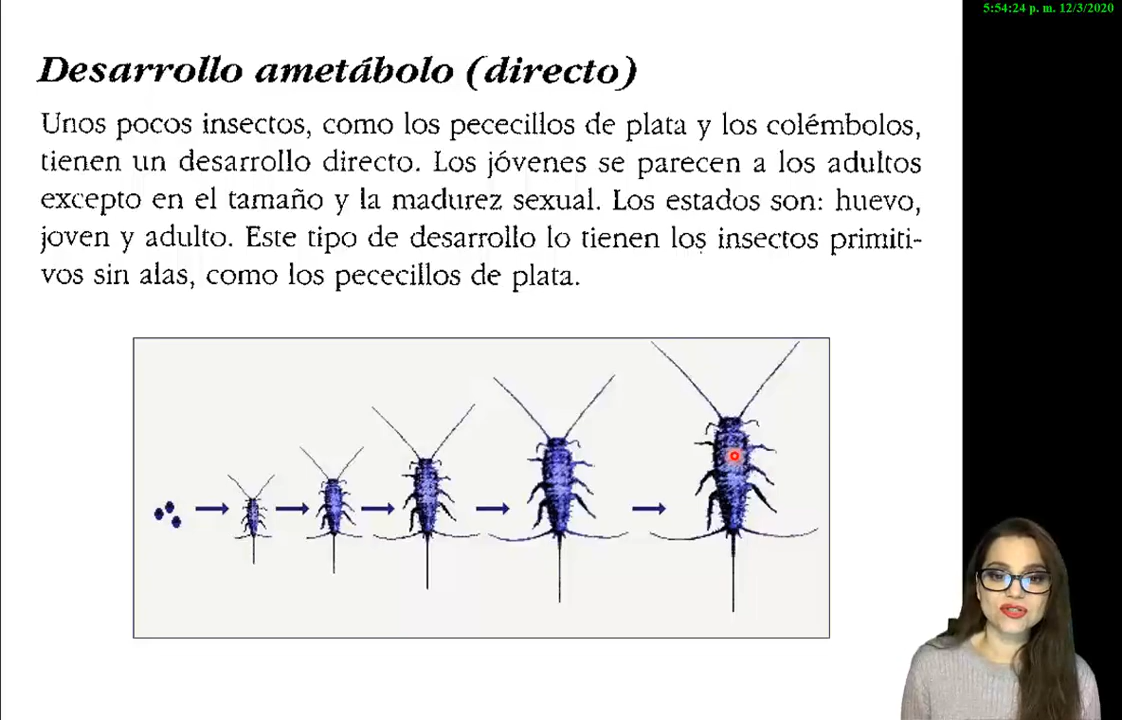 5:54:24 p. m. 12/3/2020
Desarrollo ametábolo (directo)
Unos pocos insectos, como los pececillos de plata y los colémbolos,
tienen un desarrollo directo. Los jóvenes se parecen a los adultos
excepto en el tamaño y la madurez sexual. Los estados son: huevo,
joven y adulto. Este tipo de desarrollo lo tienen los insectos primiti-
vos sin alas, como los pececillos de plata.